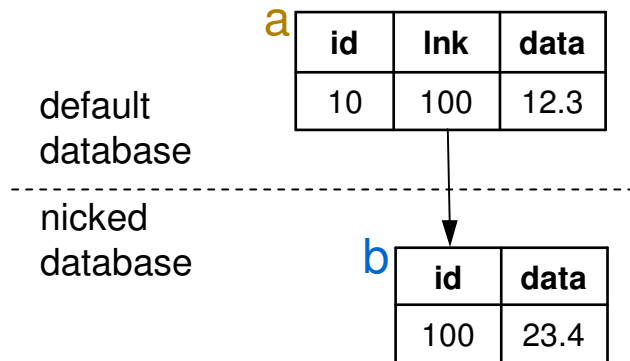 a
id lnk data
10 100 12.3
default
database
nicked
database
b
id data
100 23.4